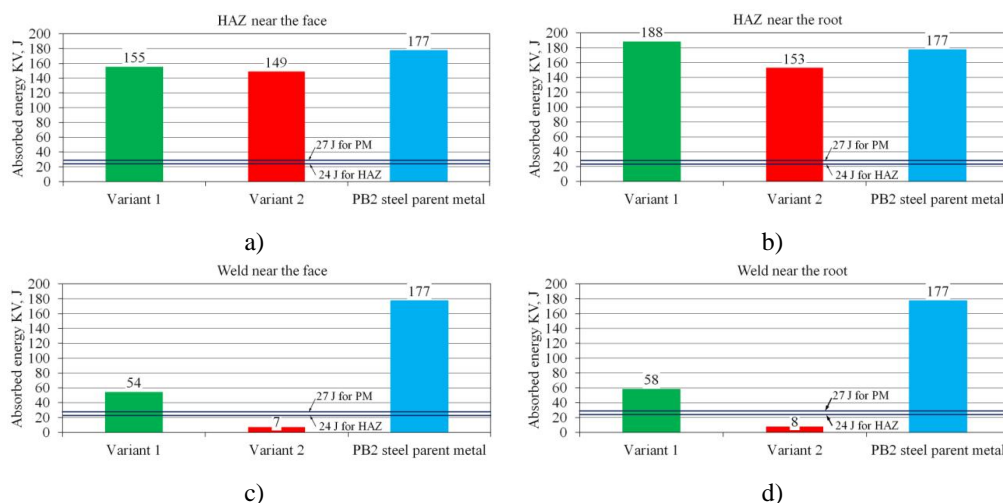 HAZ near the face
Absorbed energy KV, J
200
180
160
140
120
100
80
60
40
20
0
155
149
177
27 J for PM
24 J for HAZ
Variant 1
Variant 2
PB2 steel parent metal
a)
HAZ near the root
Absorbed energy KV, J
200
180
160
140
120
100
80
60
40
20
0
188
153
177
27 J for PM
24 J for HAZ
Variant 1
Variant 2
PB2 steel parent metal
b)
Weld near the face
Absorbed energy KV, J
200
180
160
140
120
100
80
60
40
20
0
54
7
177
27 J for PM
24 J for HAZ
Variant 1
Variant 2
PB2 steel parent metal
c)
Weld near the root
Absorbed energy KV, J
200
180
160
140
120
100
80
60
40
20
0
58
8
177
27 J for PM
24 J for HAZ
Variant 1
Variant 2
PB2 steel parent metal
d)